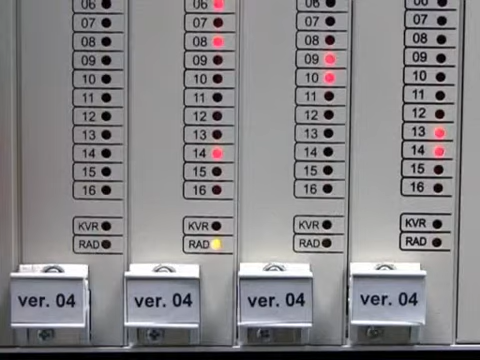 06 06 06 06
07 07 07 07
08 08 08 08
09 09 09 09
10 10 10 10
11 11 11 11
12 12 12 12
13 13 13 13
14 14 14 14
15 15 15 15
16 16 16 16
KVR KVR KVR KVR
RAD RAD RAD RAD
ver. 04 ver. 04 ver. 04 ver. 04